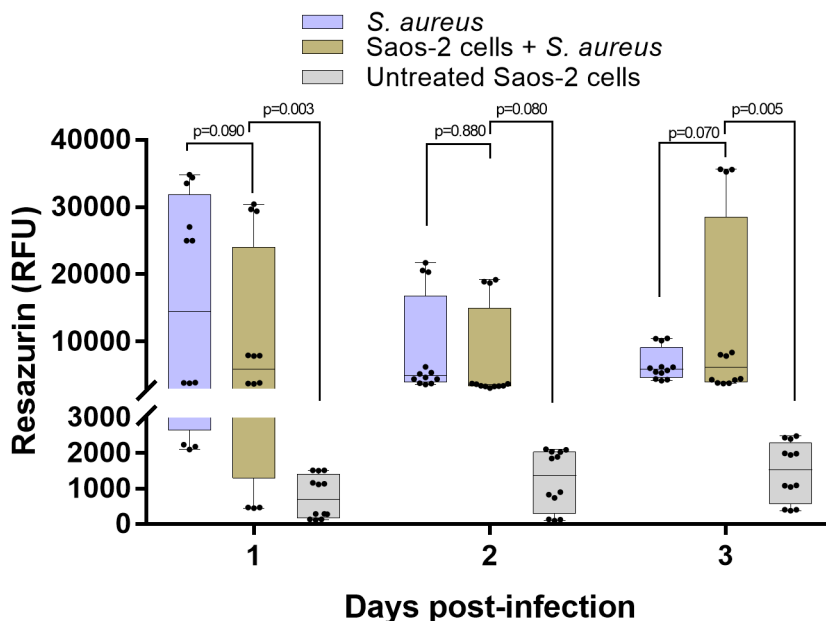 S. aureus
Saos-2 cells + S. aureus
Untreated Saos-2 cells
p=0.090
p=0.003
p=0.880
p=0.080
p=0.070
p=0.005
Resazurin (RFU)
40000
30000
20000
10000
3000
2000
1000
0
1
2
3
Days post-infection